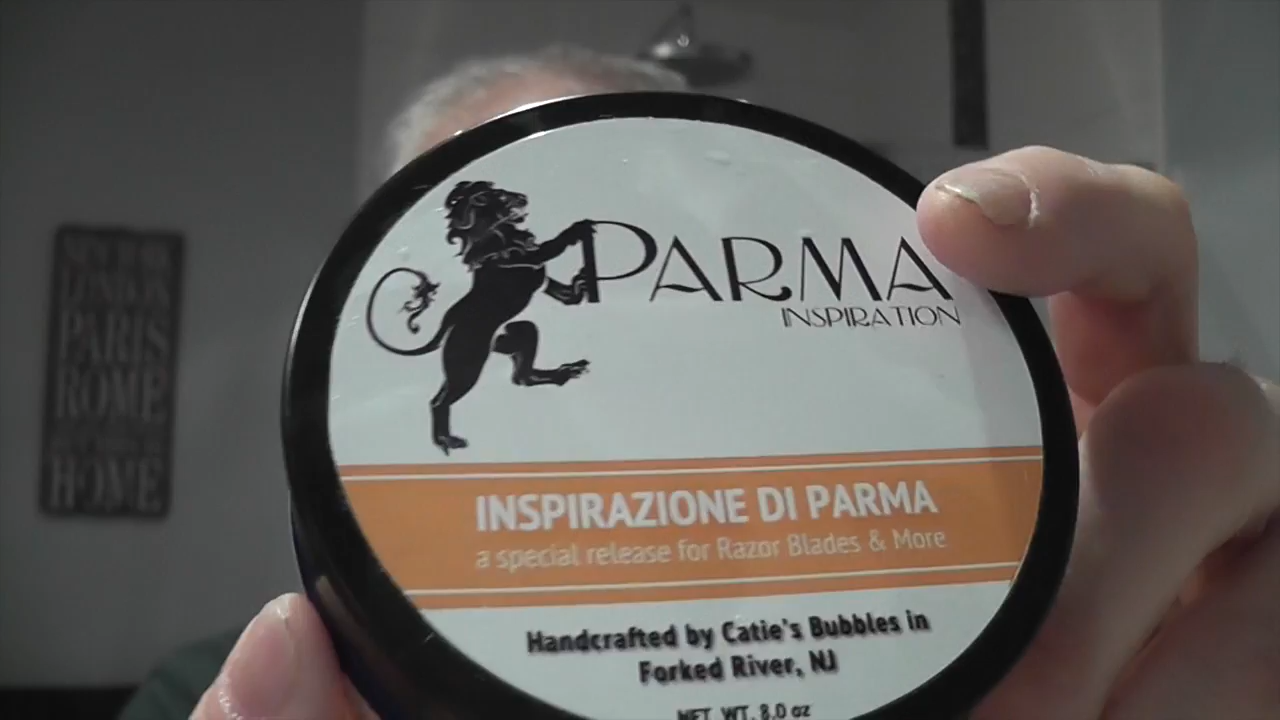 PARMA
INSPIRATION
INSPIRAZIONE DI PARMA
a special release for Razor Blades & More
Handcrafted by Catie's Bubbles in
Forked River, NJ
NET. WT. 8.0 oz
LONDON
PARIS
ROME
HOME